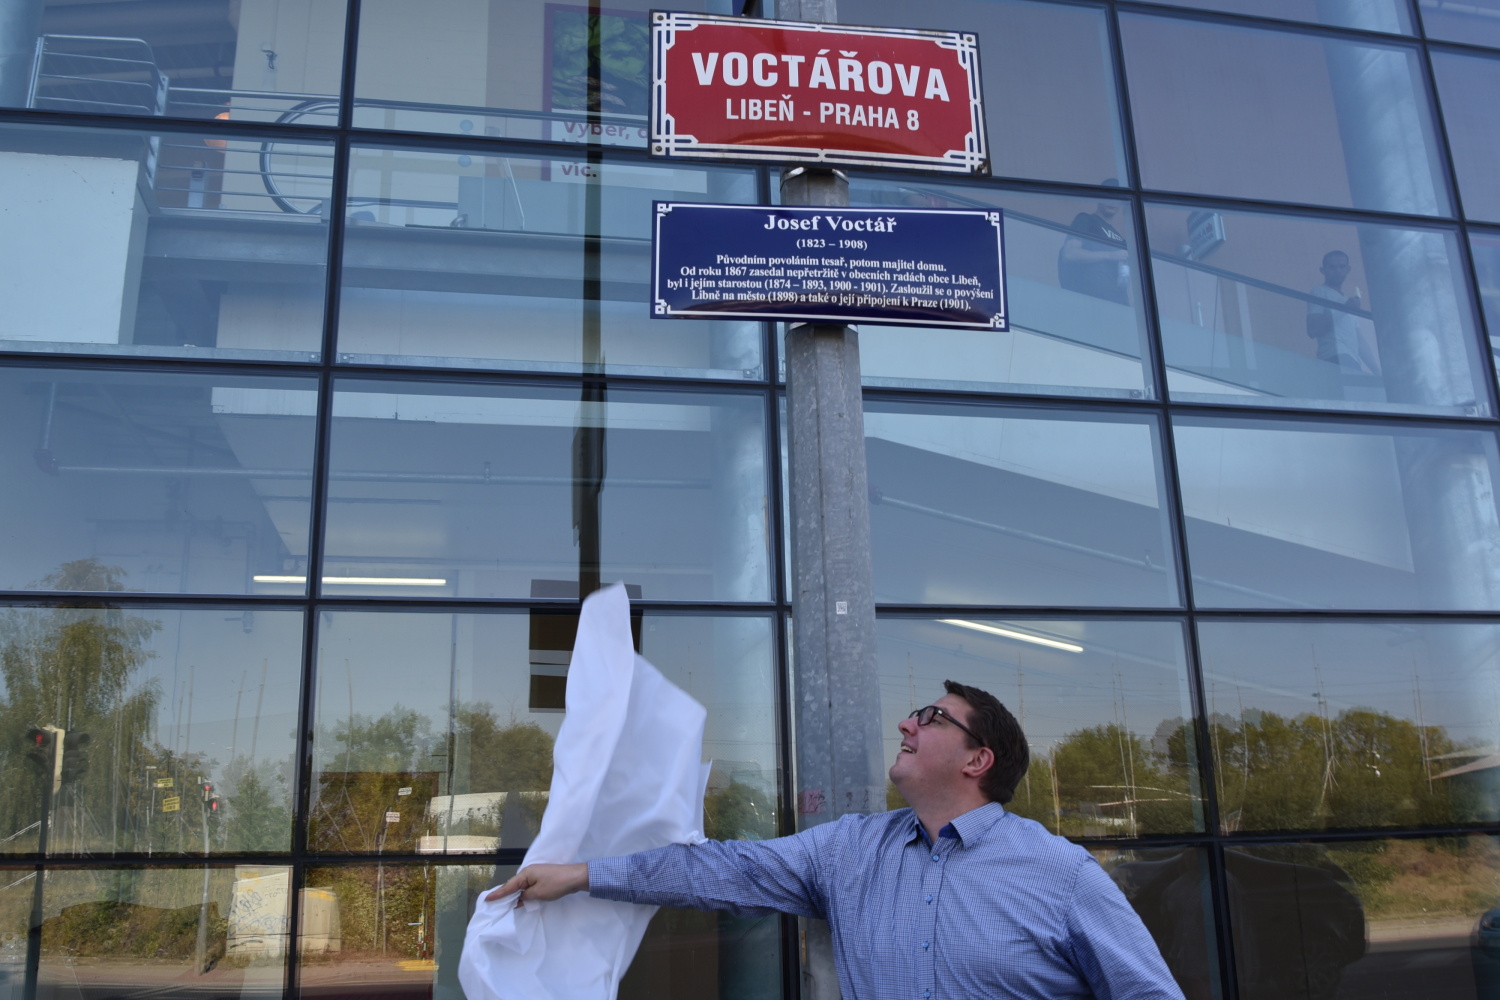 VOCTÁŘOVA
LIBEŇ - PRAHA 8
Josef Voctář
(1823 – 1908)
Původním povoláním tesař, potom majitel domu.
Od roku 1867 zasedal nepřetržitě v obecních radách obce Libeň,
byl i jejím starostou (1874 – 1893, 1900 - 1901). Zasloužil se o povýšení
Libně na město (1898) a také o její připojení k Praze (1901).
Výběr,
víc.